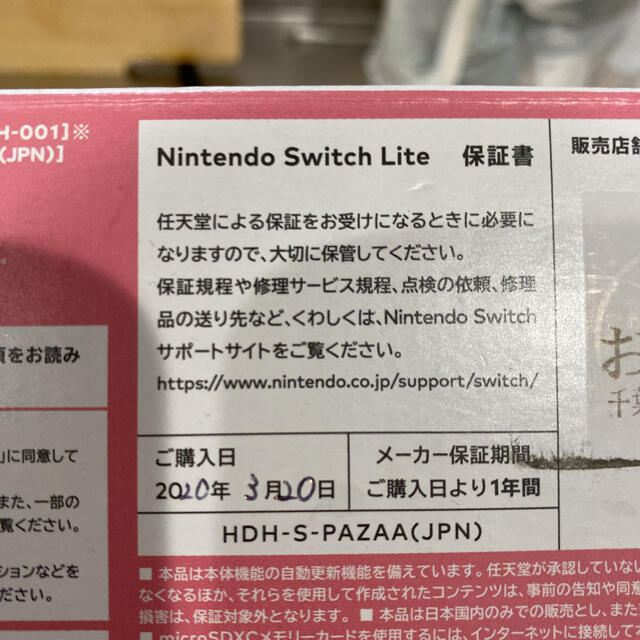 H-001]※
(JPN)]
頁をお読み
」に同意して
また、一部の
覧ください。
ションなどを
ださい。
Nintendo Switch Lite 保証書
任天堂による保証をお受けになるときに必要に
なりますので、大切に保管してください。
保証規程や修理サービス規程、点検の依頼、修理
品の送り先など、くわしくは、Nintendo Switch
サポートサイトをご覧ください。
https://www.nintendo.co.jp/support/switch/
ご購入日
2020年 3月20日
メーカー保証期間
ご購入日より1年間
HDH-S-PAZAA(JPN)
販売店舗
お
千葉
■ 本品は本体機能の自動更新機能を備えています。任天堂が承認していない
なくなるほか、それらを使用して作成されたコンテンツは、事前の告知や同意
損害は、保証対象外となります。 ■ 本品は日本国内のみでの販売とし、また
■ microSDXCメモリーカードを使用するには、インターネットに接続して